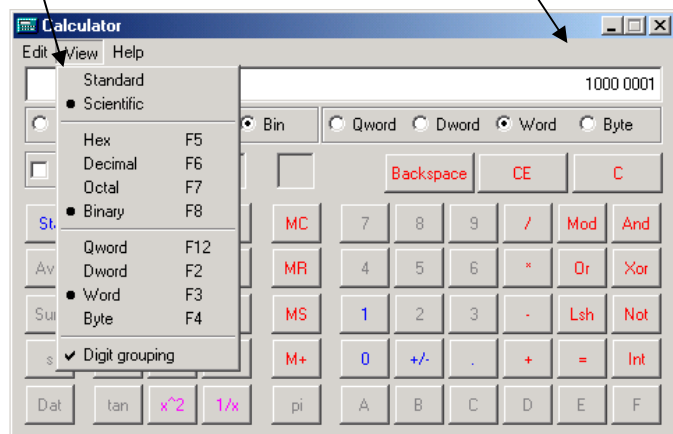 Calculator
Edit View Help
1000 0001
Standard
Scientific
Hex F5
Decimal F6
Octal F7
Binary F8
Qword F12
Dword F2
Word F3
Byte F4
Digit grouping
Bin Qword Dword Word Byte
Backspace CE C
MC 7 8 9 / Mod And
MR 4 5 6 * Or Xor
MS 1 2 3 - Lsh Not
M+ 0 +/- . + = Int
Dat tan x^2 1/x pi A B C D E F